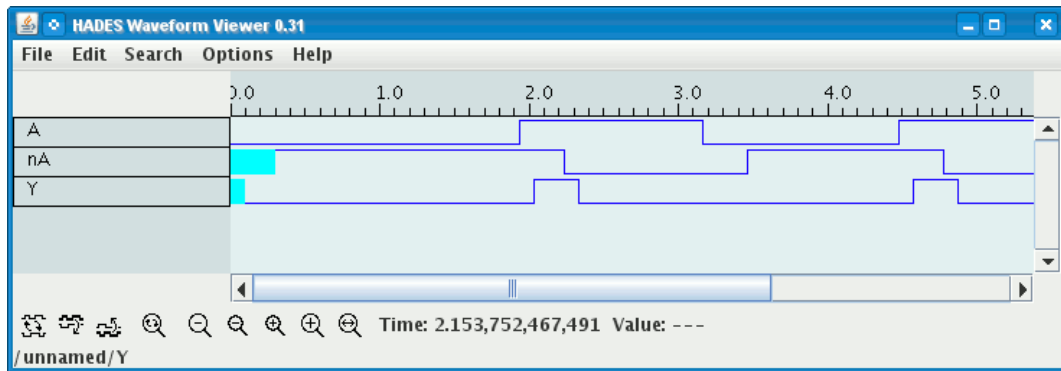 HADES Waveform Viewer 0.31
File Edit Search Options Help
0.0 1.0 2.0 3.0 4.0 5.0
A
nA
Y
Time: 2.153,752,467,491 Value: ---
/unnamed/Y